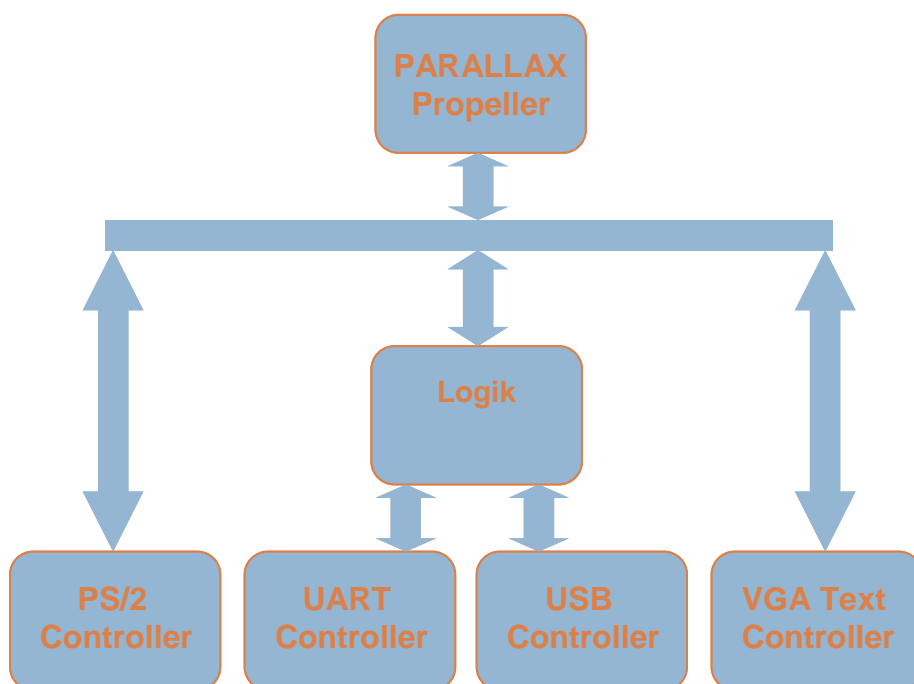 PARALLAX
Propeller
Logik
PS/2
Controller
UART
Controller
USB
Controller
VGA Text
Controller